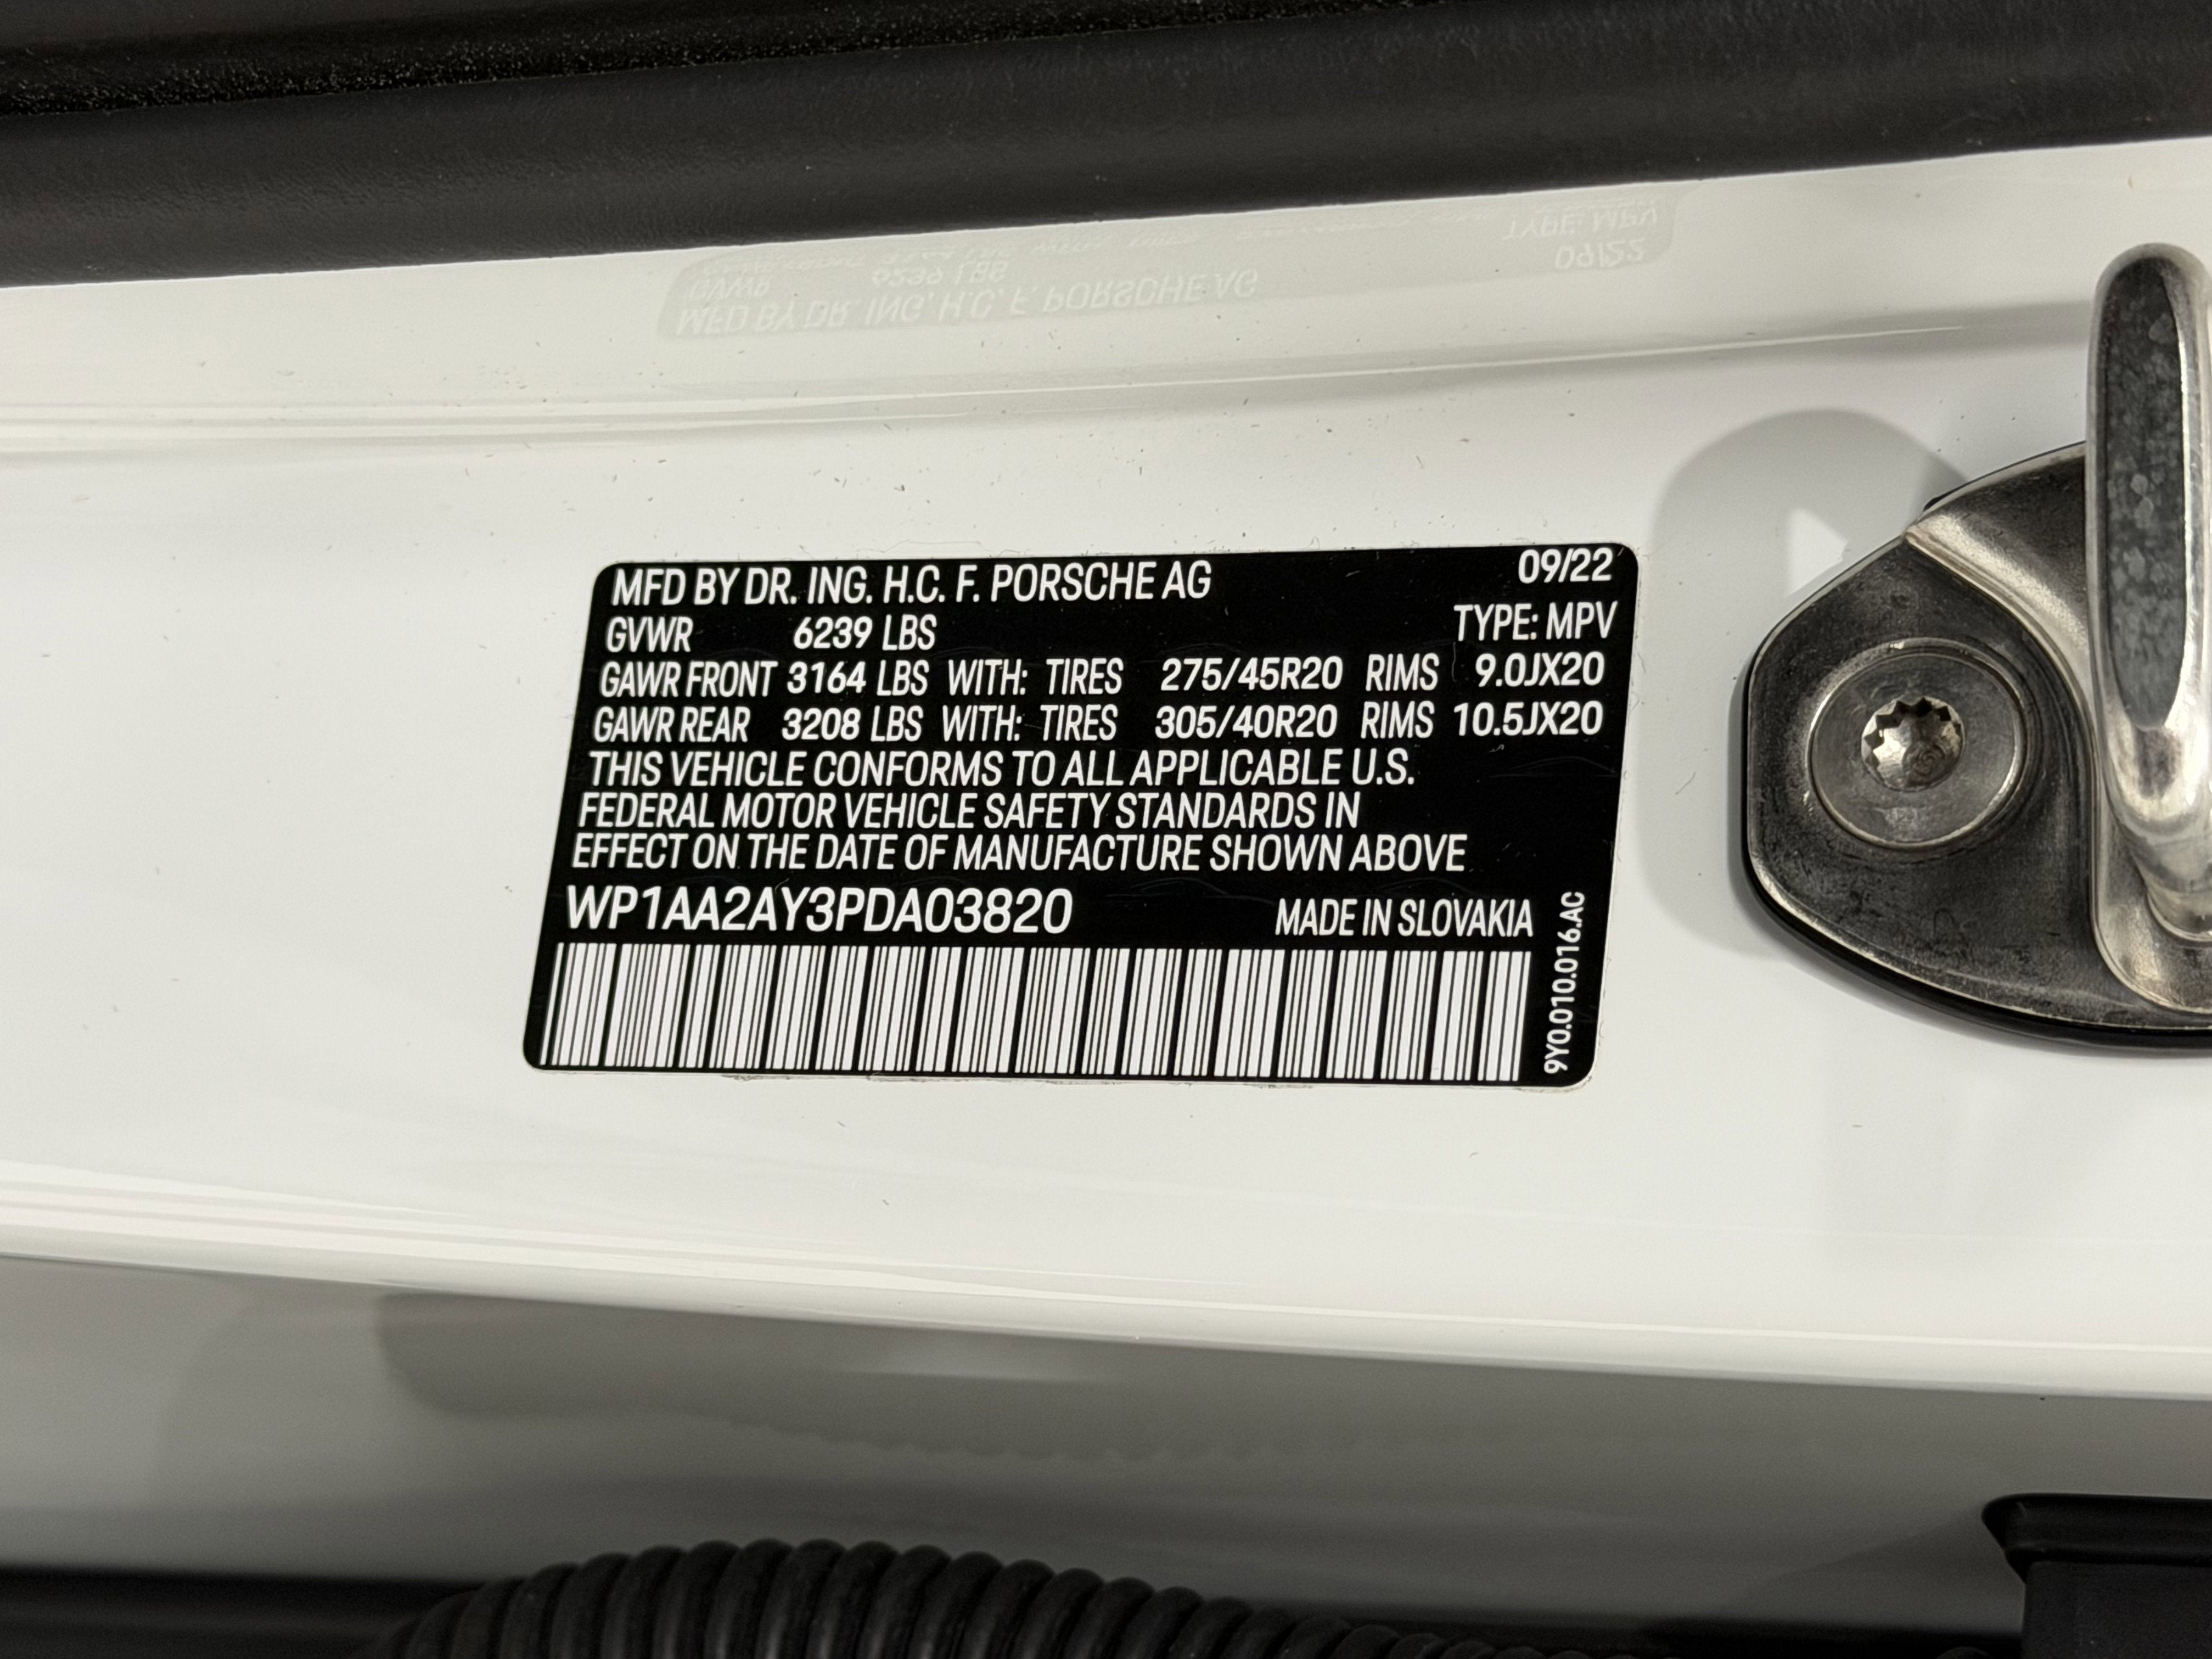 MFD BY DR. ING. H.C. F. PORSCHE AG 09/22
GVWR 6239 LBS TYPE: MPV
GAWR FRONT 3164 LBS WITH: TIRES 275/45R20 RIMS 9.0JX20
GAWR REAR 3208 LBS WITH: TIRES 305/40R20 RIMS 10.5JX20
THIS VEHICLE CONFORMS TO ALL APPLICABLE U.S.
FEDERAL MOTOR VEHICLE SAFETY STANDARDS IN
EFFECT ON THE DATE OF MANUFACTURE SHOWN ABOVE
WP1AA2AY3PDA03820 MADE IN SLOVAKIA
9Y0.010.016.AC